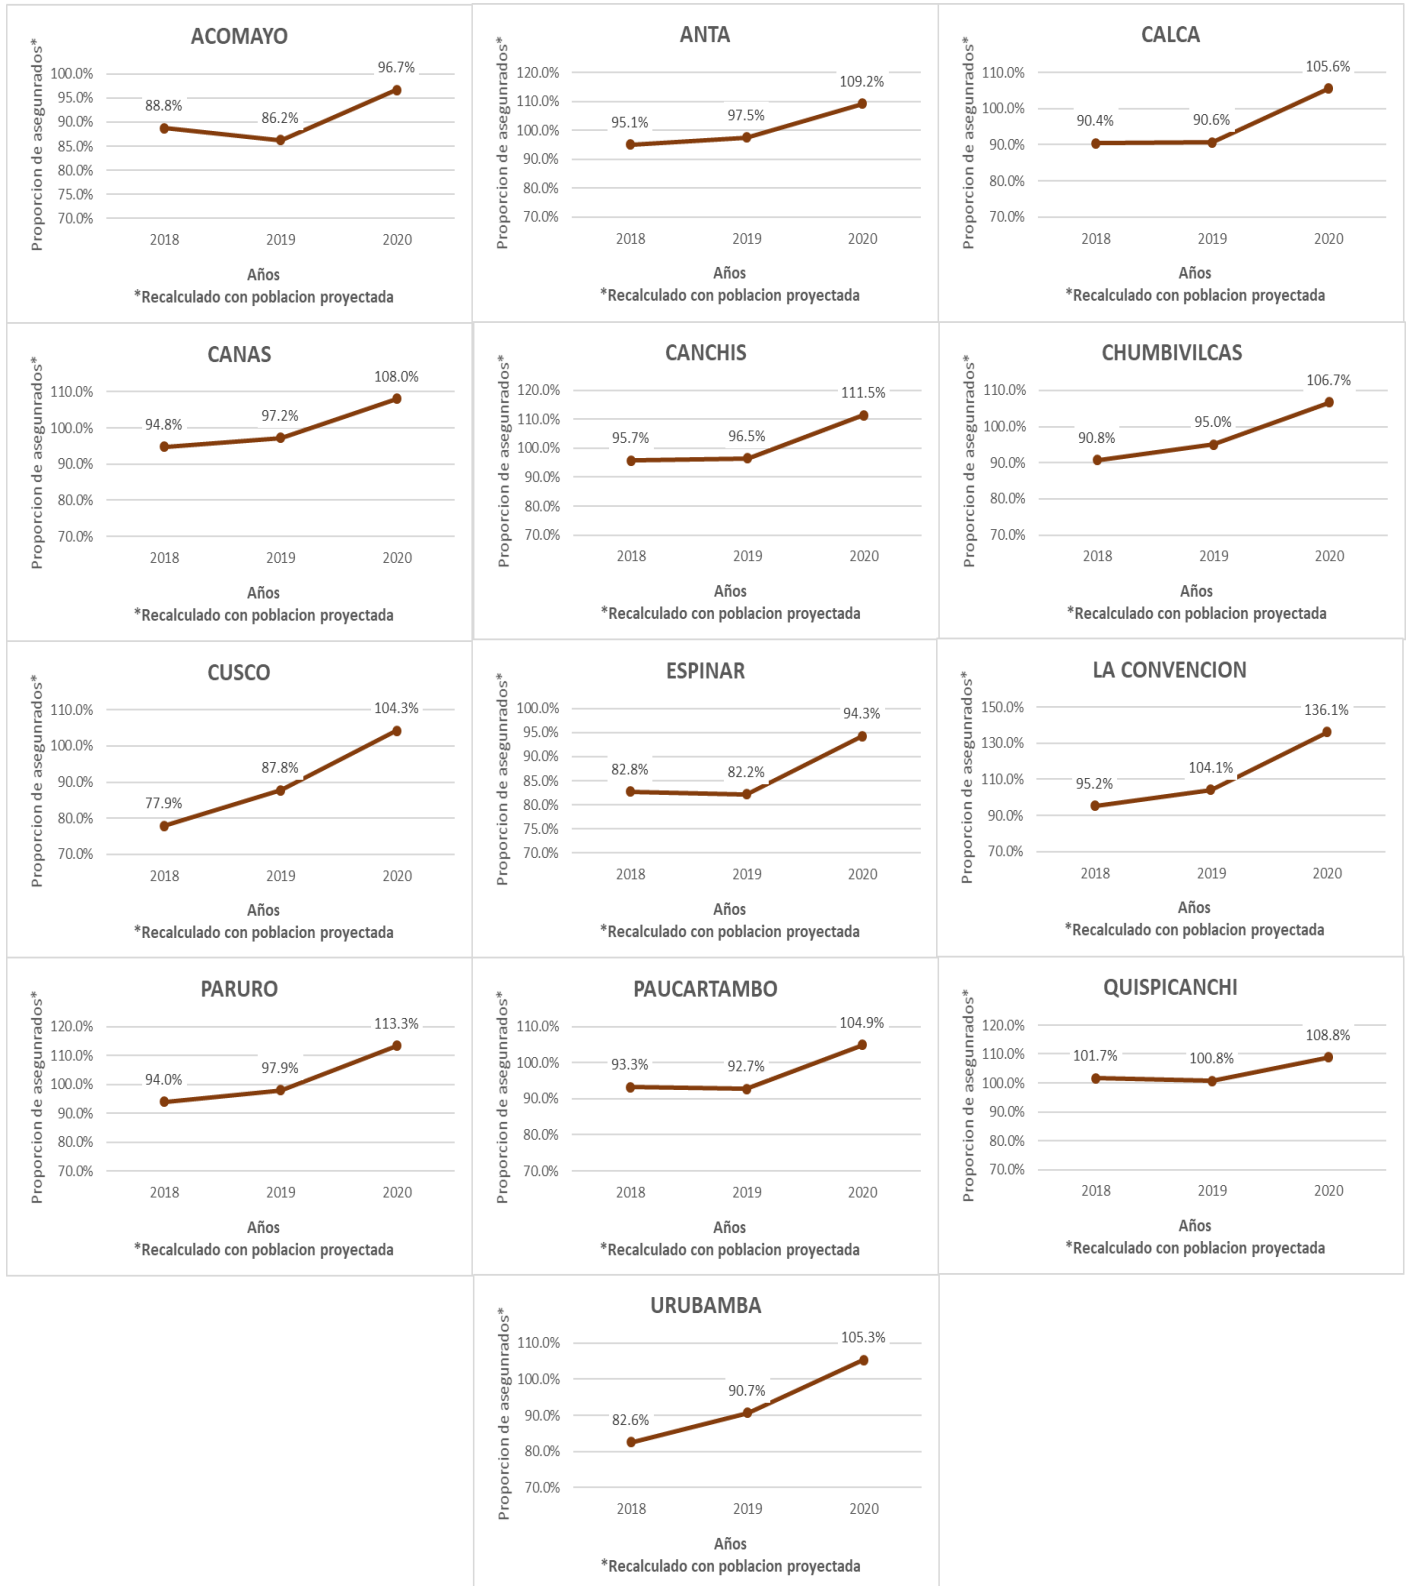 ACOMAYO
Proporcion de asegunrados*
100.0%
95.0%
90.0%
85.0%
80.0%
75.0%
70.0%
88.8%
86.2%
96.7%
2018 2019 2020
Años
*Recalculado con poblacion proyectada
ANTA
Proporcion de asegunrados*
120.0%
110.0%
100.0%
90.0%
80.0%
70.0%
95.1%
97.5%
109.2%
2018 2019 2020
Años
*Recalculado con poblacion proyectada
CALCA
Proporcion de asegunrados*
110.0%
100.0%
90.0%
80.0%
70.0%
90.4%
90.6%
105.6%
2018 2019 2020
Años
*Recalculado con poblacion proyectada
CANAS
Proporcion de asegunrados*
110.0%
100.0%
90.0%
80.0%
70.0%
94.8%
97.2%
108.0%
2018 2019 2020
Años
*Recalculado con poblacion proyectada
CANCHIS
Proporcion de asegunrados*
120.0%
110.0%
100.0%
90.0%
80.0%
70.0%
95.7%
96.5%
111.5%
2018 2019 2020
Años
*Recalculado con poblacion proyectada
CHUMBIVILCAS
Proporcion de asegunrados*
110.0%
100.0%
90.0%
80.0%
70.0%
90.8%
95.0%
106.7%
2018 2019 2020
Años
*Recalculado con poblacion proyectada
CUSCO
Proporcion de asegunrados*
110.0%
100.0%
90.0%
80.0%
70.0%
77.9%
87.8%
104.3%
2018 2019 2020
Años
*Recalculado con poblacion proyectada
ESPINAR
Proporcion de asegunrados*
100.0%
95.0%
90.0%
85.0%
80.0%
75.0%
70.0%
82.8%
82.2%
94.3%
2018 2019 2020
Años
*Recalculado con poblacion proyectada
LA CONVENCION
Proporcion de asegunrados*
150.0%
130.0%
110.0%
90.0%
70.0%
95.2%
104.1%
136.1%
2018 2019 2020
Años
*Recalculado con poblacion proyectada
PARURO
Proporcion de asegunrados*
120.0%
110.0%
100.0%
90.0%
80.0%
70.0%
94.0%
97.9%
113.3%
2018 2019 2020
Años
*Recalculado con poblacion proyectada
PAUCARTAMBO
Proporcion de asegunrados*
110.0%
100.0%
90.0%
80.0%
70.0%
93.3%
92.7%
104.9%
2018 2019 2020
Años
*Recalculado con poblacion proyectada
QUISPICANCHI
Proporcion de asegunrados*
120.0%
110.0%
100.0%
90.0%
80.0%
70.0%
101.7%
100.8%
108.8%
2018 2019 2020
Años
*Recalculado con poblacion proyectada
URUBAMBA
Proporcion de asegunrados*
110.0%
100.0%
90.0%
80.0%
70.0%
82.6%
90.7%
105.3%
2018 2019 2020
Años
*Recalculado con poblacion proyectada